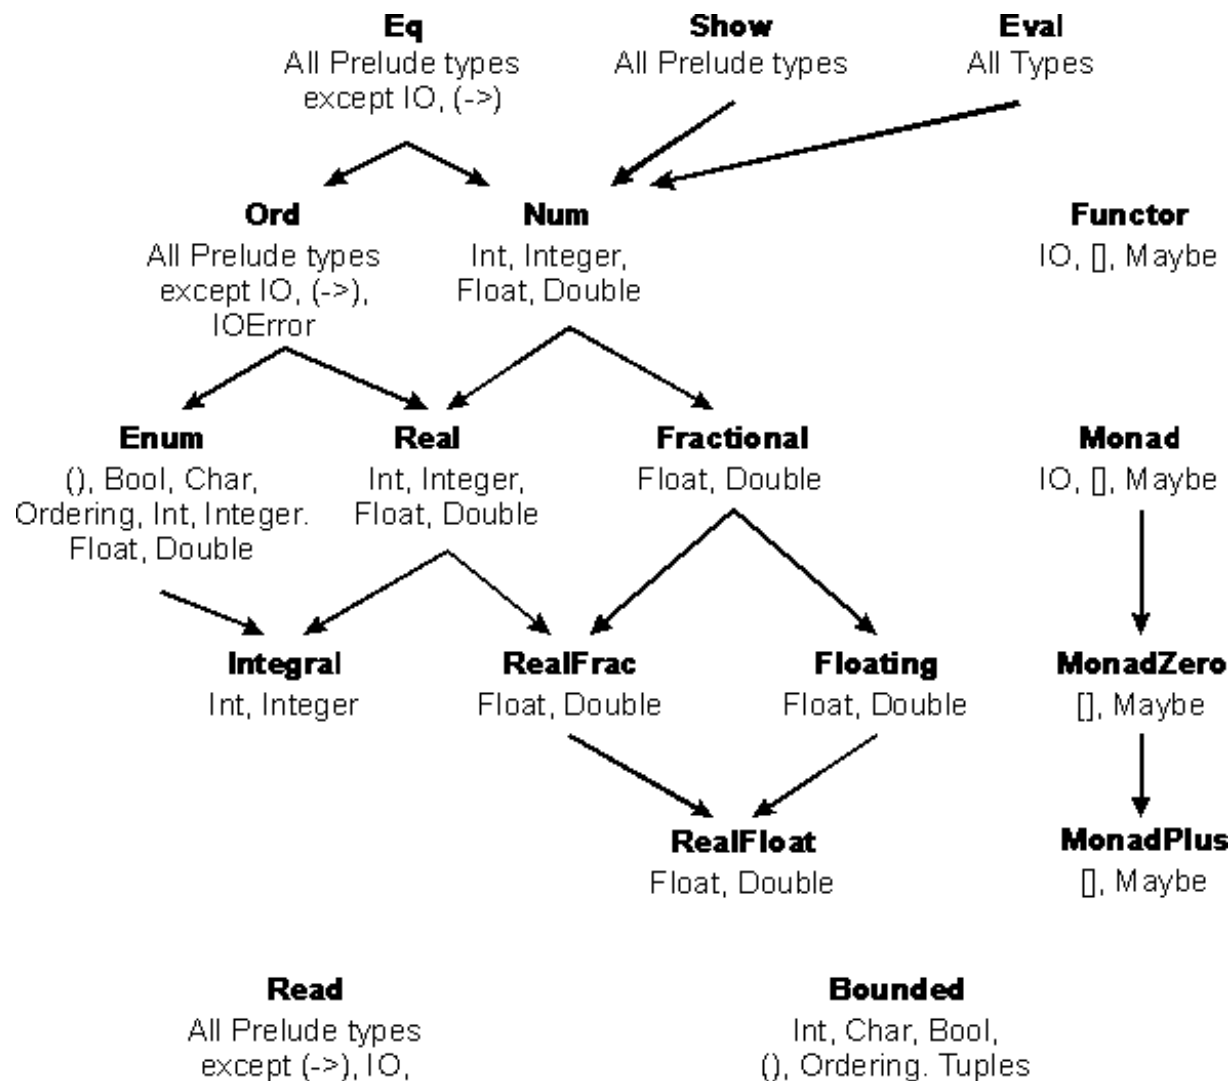 Eq
All Prelude types
except IO, (->)
Show
All Prelude types
Eval
All Types
Ord
All Prelude types
except IO, (->),
IOError
Num
Int, Integer,
Float, Double
Functor
IO, [], Maybe
Enum
(), Bool, Char,
Ordering, Int, Integer.
Float, Double
Real
Int, Integer,
Float, Double
Fractional
Float, Double
Monad
IO, [], Maybe
Integral
Int, Integer
RealFrac
Float, Double
Floating
Float, Double
MonadZero
[], Maybe
RealFloat
Float, Double
MonadPlus
[], Maybe
Read
All Prelude types
except (->), IO,
Bounded
Int, Char, Bool,
(), Ordering. Tuples